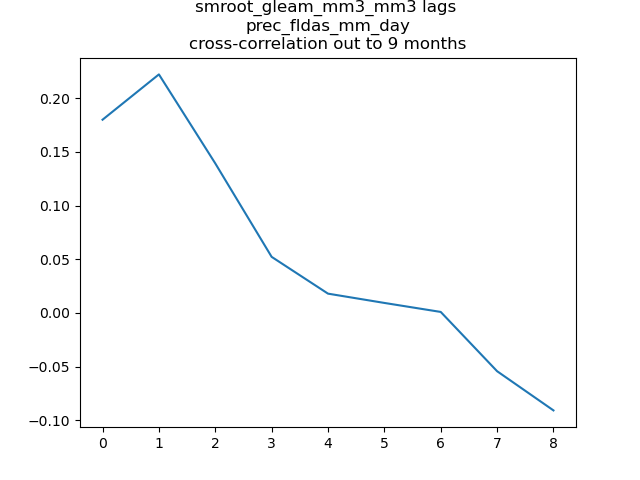 smroot_gleam_mm3_mm3 lags
prec_fldas_mm_day
cross-correlation out to 9 months
0.20
0.15
0.10
0.05
0.00
−0.05
−0.10
0 1 2 3 4 5 6 7 8